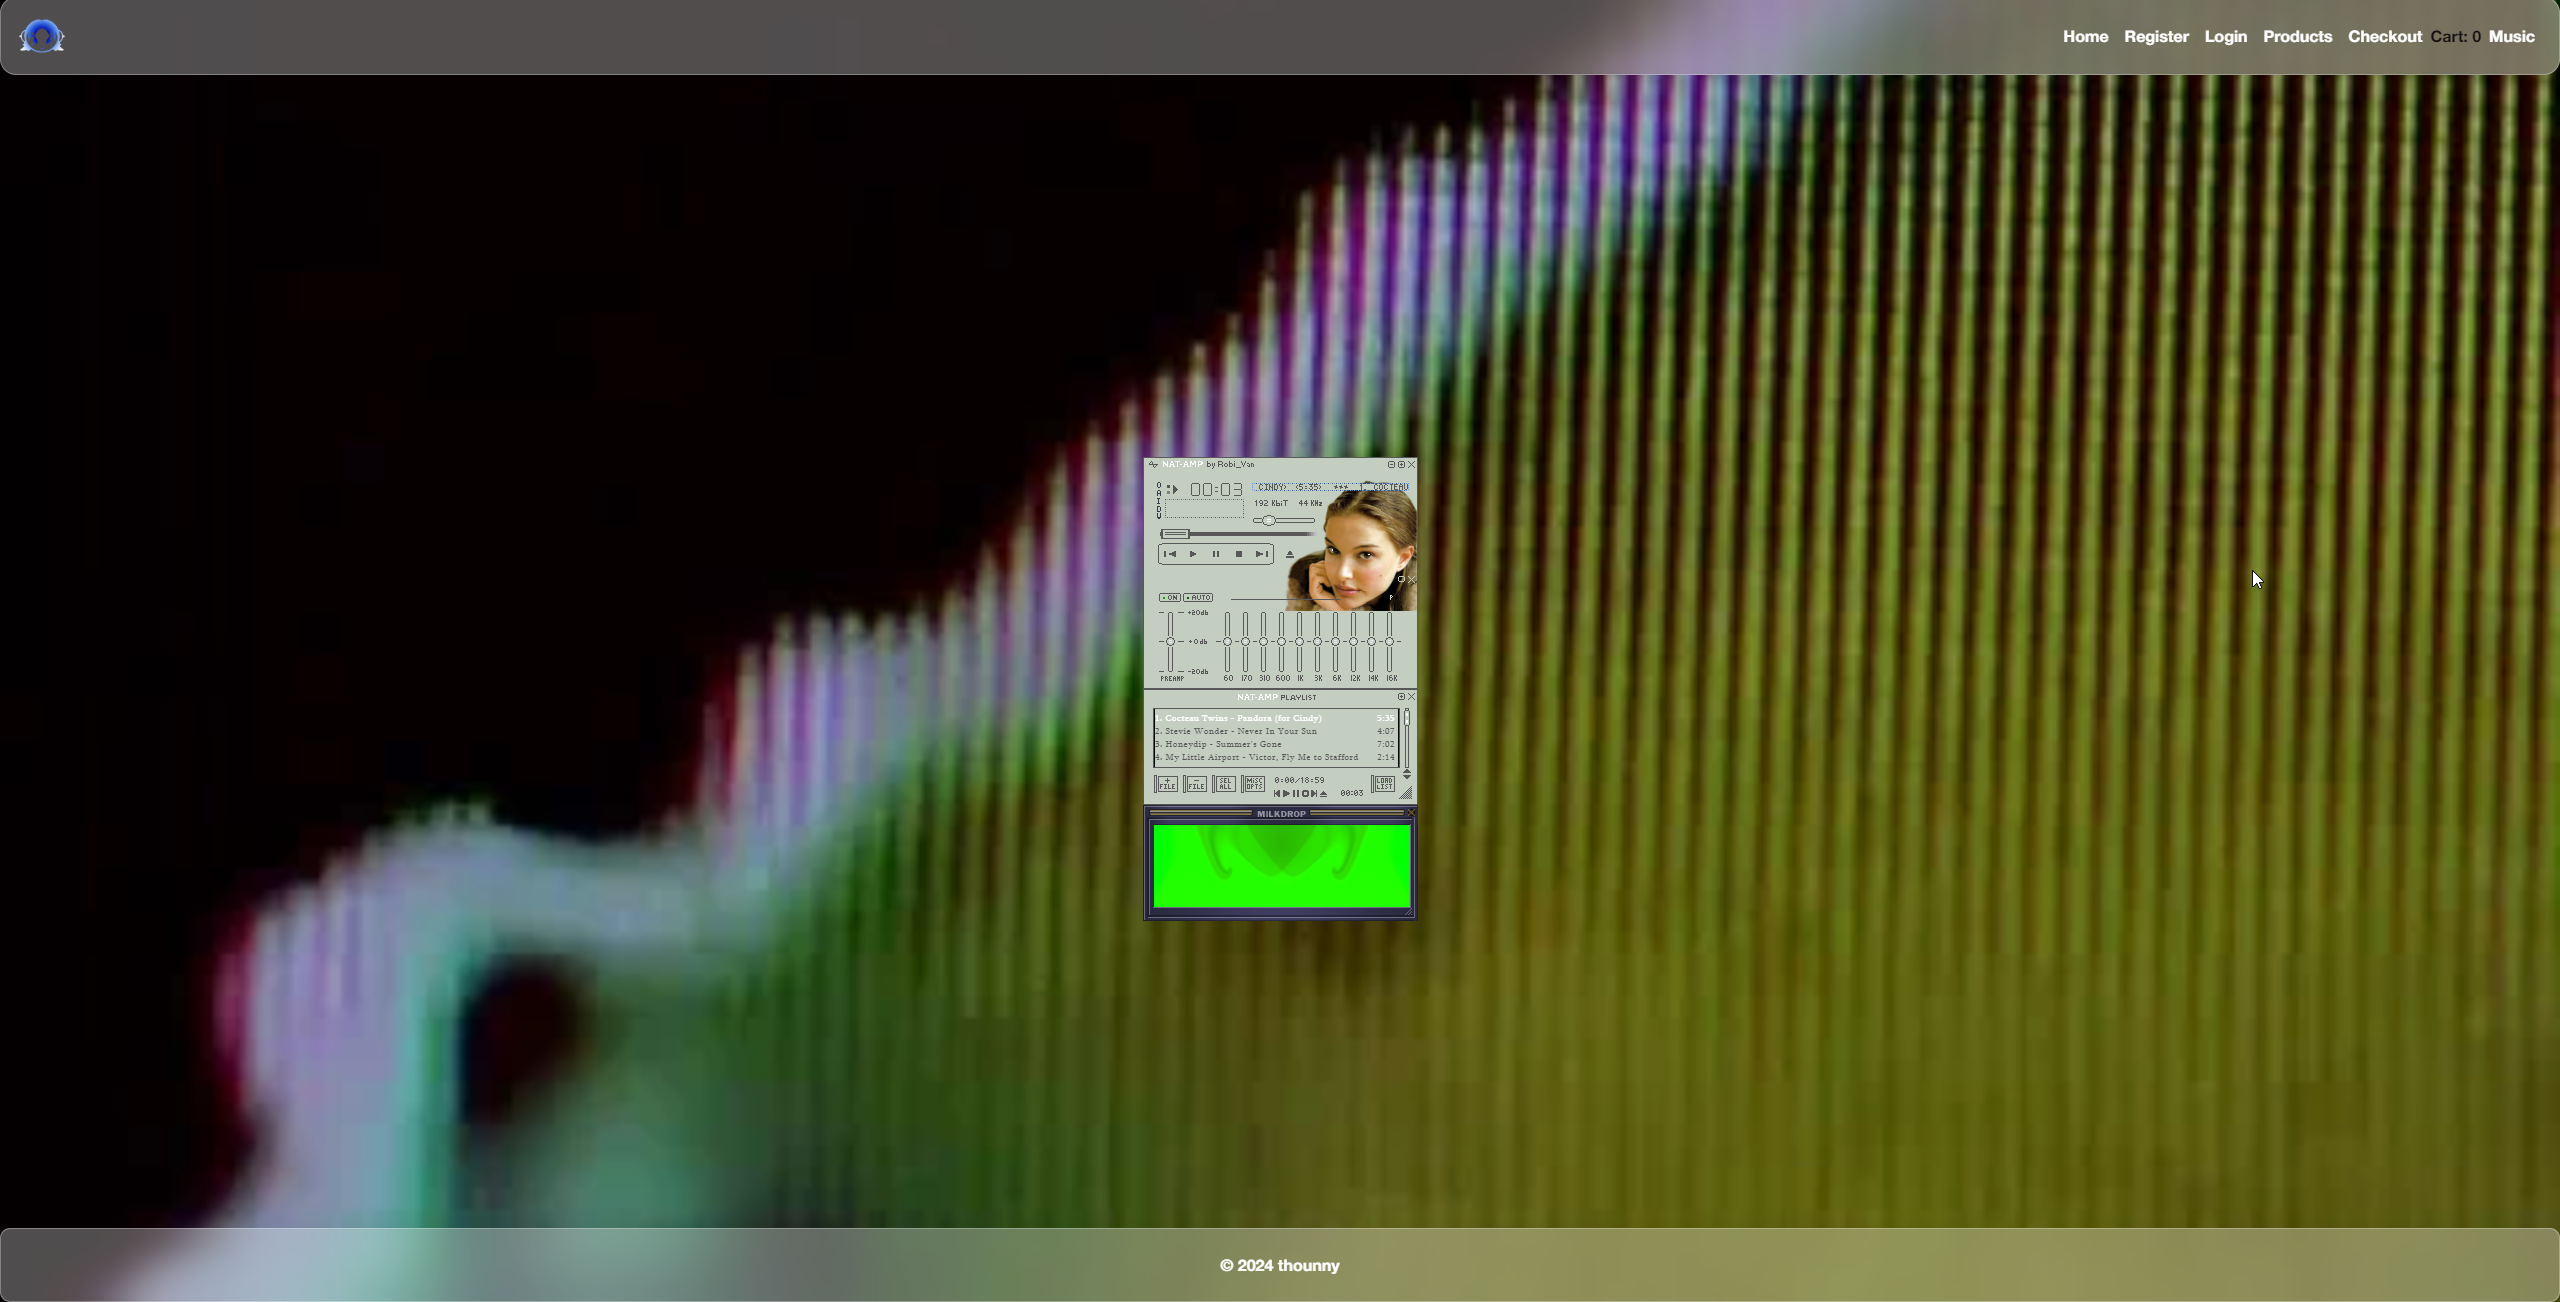 Home Register Login Products Checkout Cart: 0 Music
NAT-AMP by Robi_Van
OAIDV
00:03
CINDY) (5:35) *** 1. COCTEAU
192 KbiT 44 KHz
ON AUTO
P
+20db
+0db
-20db
PREAMP 60 170 310 600 1K 3K 6K 12K 14K 16K
NAT-AMP PLAYLIST
1. Cocteau Twins - Pandora (for Cindy) 5:35
2. Stevie Wonder - Never In Your Sun 4:07
3. Honeydip - Summer's Gone 7:02
4. My Little Airport - Victor, Fly Me to Stafford 2:14
+ FILE - FILE SEL ALL MISC OPTS 0:00/18:59 LOAD LIST
00:03
MILKDROP
© 2024 thounny